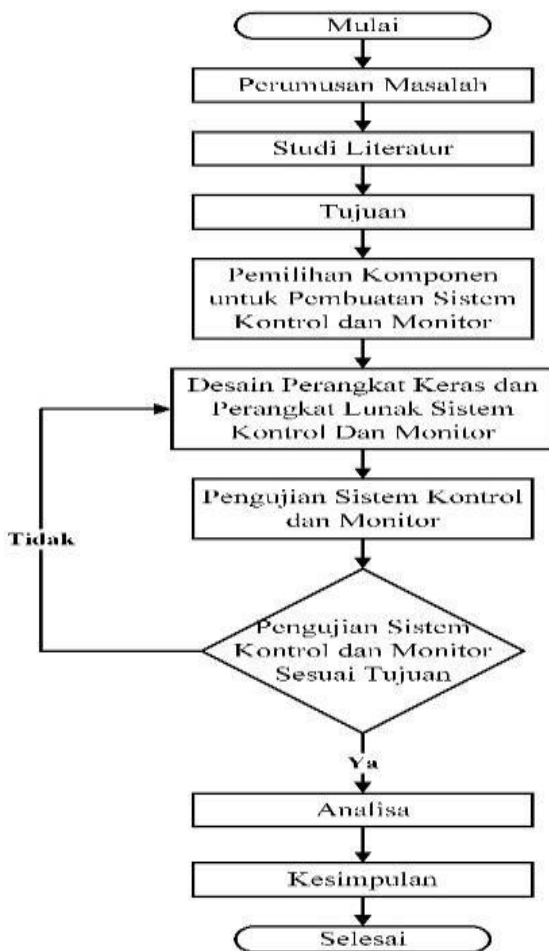 Mulai
Perumusan Masalah
Studi Literatur
Tujuan
Pemilihan Komponen
untuk Pembuatan Sistem
Kontrol dan Monitor
Desain Perangkat Keras dan
Perangkat Lunak Sistem
Kontrol Dan Monitor
Pengujian Sistem Kontrol
dan Monitor
Tidak
Pengujian Sistem
Kontrol dan Monitor
Sesuai Tujuan
Ya
Analisa
Kesimpulan
Selesai